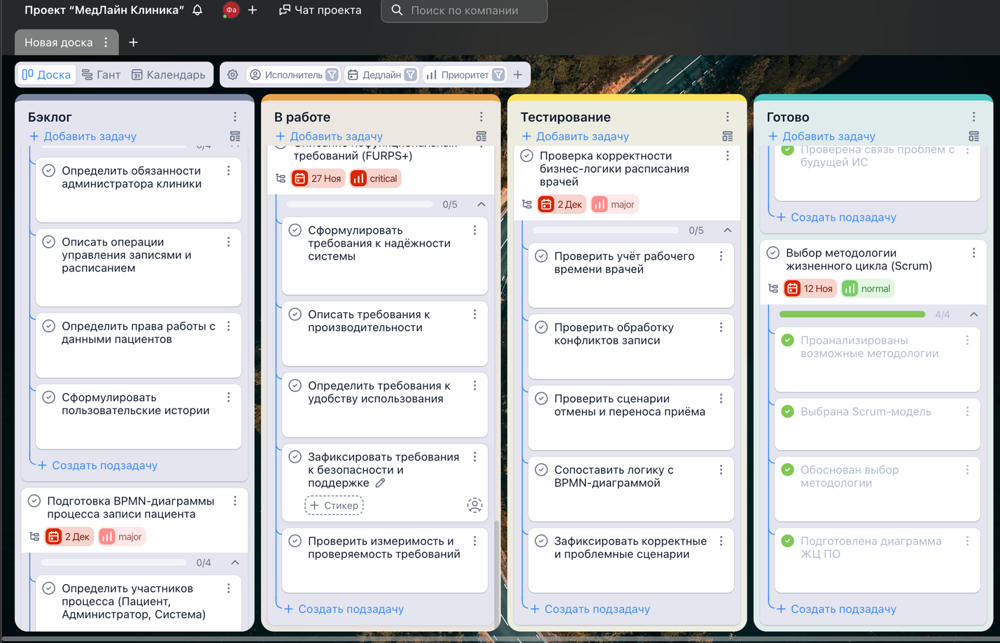 Проект “МедЛайн Клиника”
Фа
Чат проекта
Поиск по компании
Новая доска
Доска
Гант
Календарь
Исполнитель
Дедлайн
Приоритет
Бэклог
Добавить задачу
0/4
Определить обязанности
администратора клиники
Описать операции
управления записями и
расписанием
Определить права работы с
данными пациентов
Сформулировать
пользовательские истории
Создать подзадачу
Подготовка BPMN-диаграммы
процесса записи пациента
2 Дек
major
0/4
Определить участников
процесса (Пациент,
Администратор, Система)
В работе
Добавить задачу
Описание нефункциональных
требований (FURPS+)
27 Ноя
critical
0/5
Сформулировать
требования к надёжности
системы
Описать требования к
производительности
Определить требования к
удобству использования
Зафиксировать требования
к безопасности и
поддержке
Стикер
Проверить измеримость и
проверяемость требований
Создать подзадачу
Тестирование
Добавить задачу
Проверка корректности
бизнес-логики расписания
врачей
2 Дек
major
0/5
Проверить учёт рабочего
времени врачей
Проверить обработку
конфликтов записи
Проверить сценарии
отмены и переноса приёма
Сопоставить логику с
BPMN-диаграммой
Зафиксировать корректные
и проблемные сценарии
Создать подзадачу
Готово
Добавить задачу
Проверена связь проблем с
будущей ИС
Создать подзадачу
Выбор методологии
жизненного цикла (Scrum)
12 Ноя
normal
4/4
Проанализированы
возможные методологии
Выбрана Scrum-модель
Обоснован выбор
методологии
Подготовлена диаграмма
ЖЦ ПО
Создать подзадачу